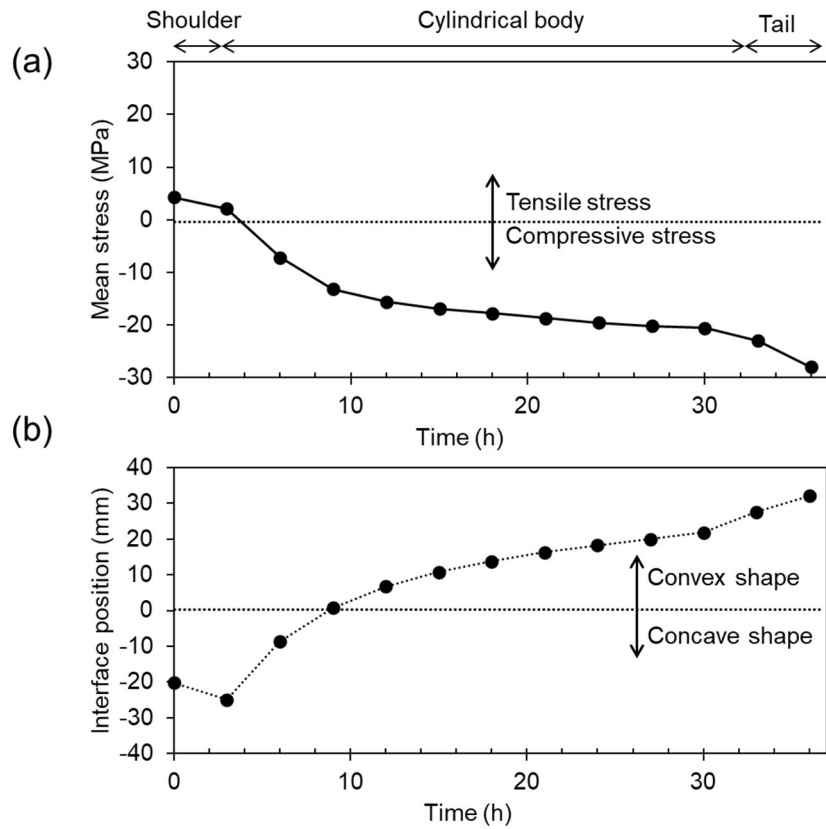 Shoulder Cylindrical body Tail
(a)
30
20
10
0
-10
-20
-30
Mean stress (MPa)
Tensile stress
Compressive stress
0 10 20 30
Time (h)
(b)
40
30
20
10
0
-10
-20
-30
-40
Interface position (mm)
Convex shape
Concave shape
0 10 20 30
Time (h)